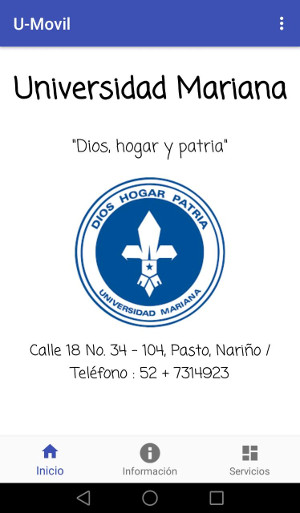 U-Movil
Universidad Mariana
"Dios, hogar y patria"
DIOS HOGAR PATRIA
UNIVERSIDAD MARIANA
Calle 18 No. 34 - 104, Pasto, Nariño /
Teléfono : 52 + 7314923
Inicio
Información
Servicios